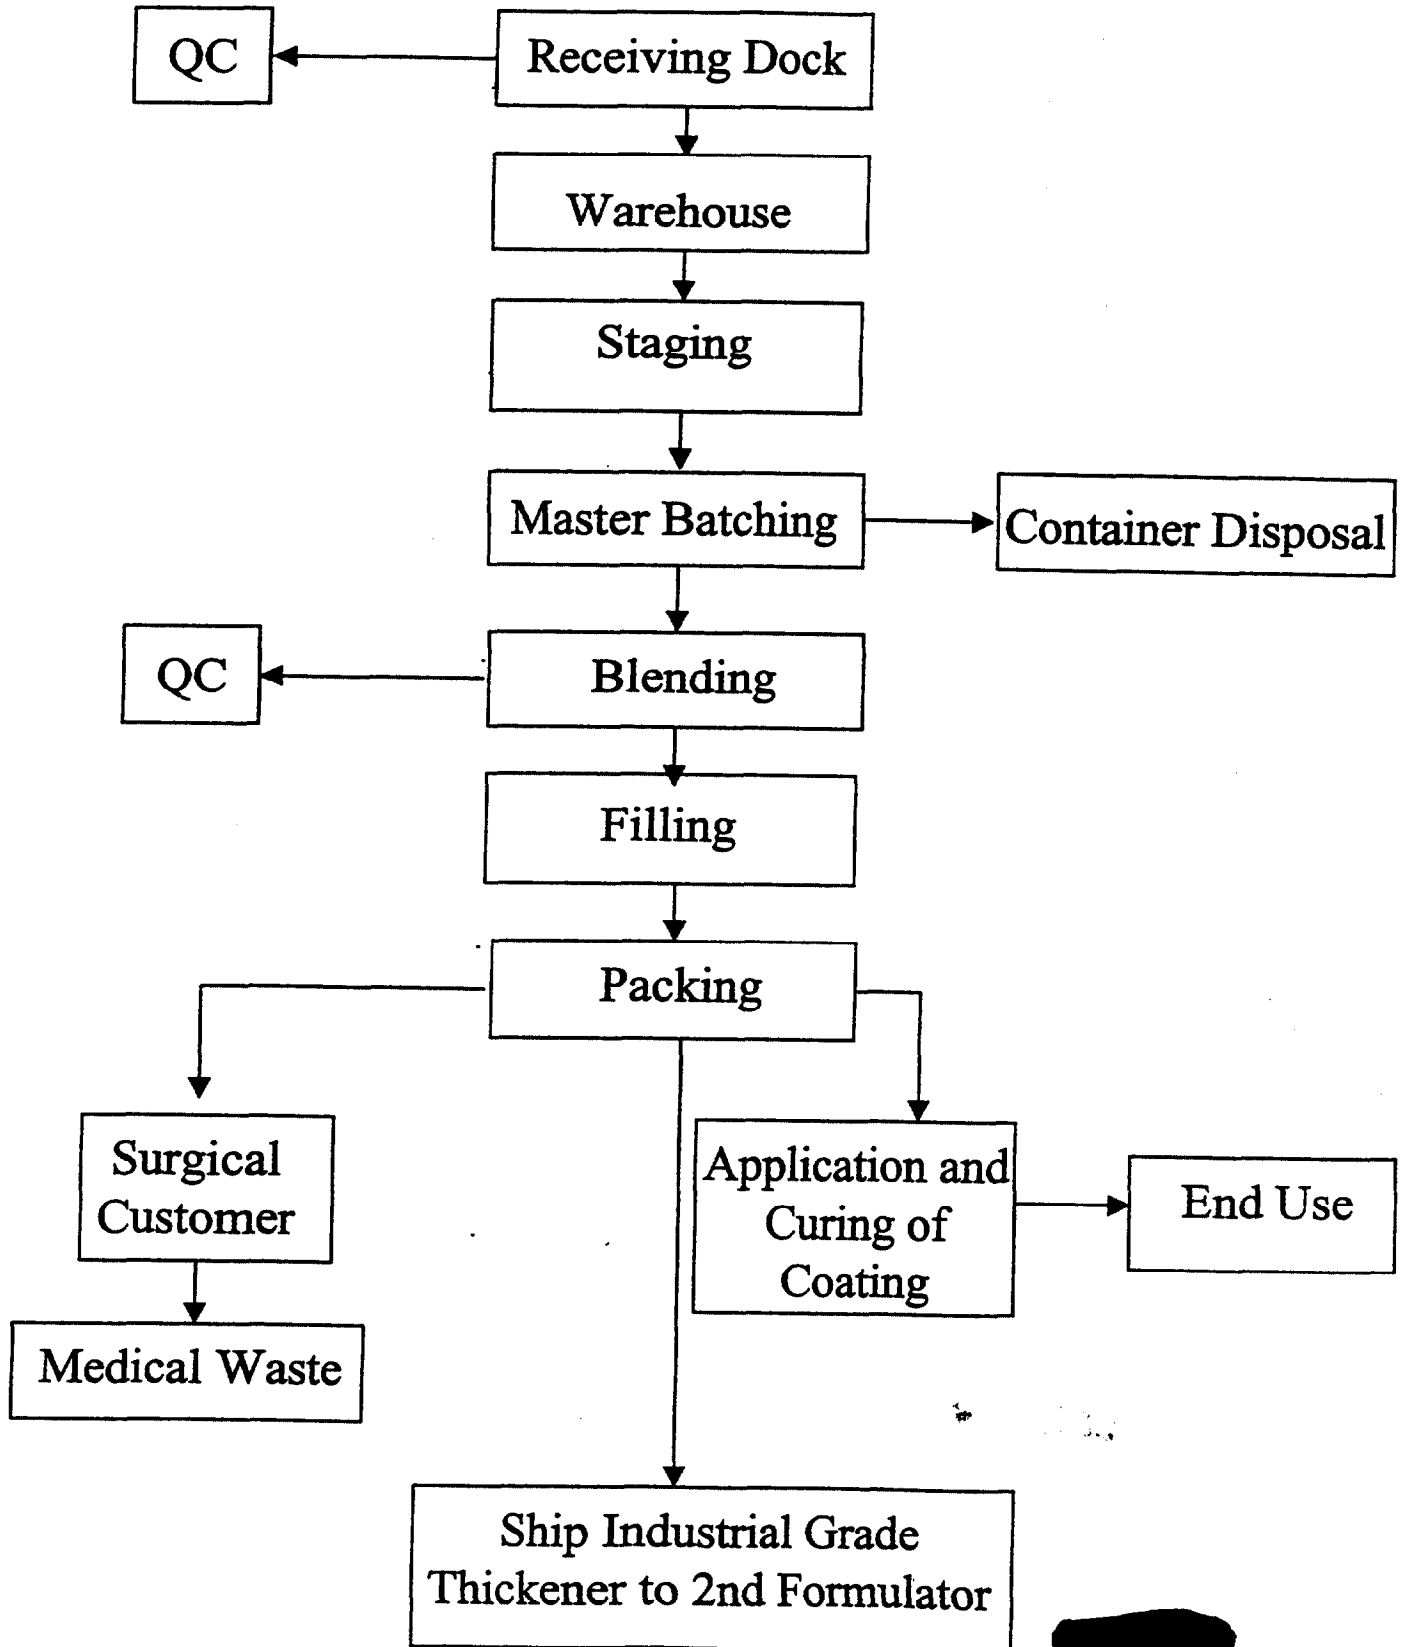 QC
Receiving Dock
Warehouse
Staging
Master Batching
Container Disposal
QC
Blending
Filling
Packing
Surgical
Customer
Application and
Curing of
Coating
End Use
Medical Waste
Ship Industrial Grade
Thickener to 2nd Formulator